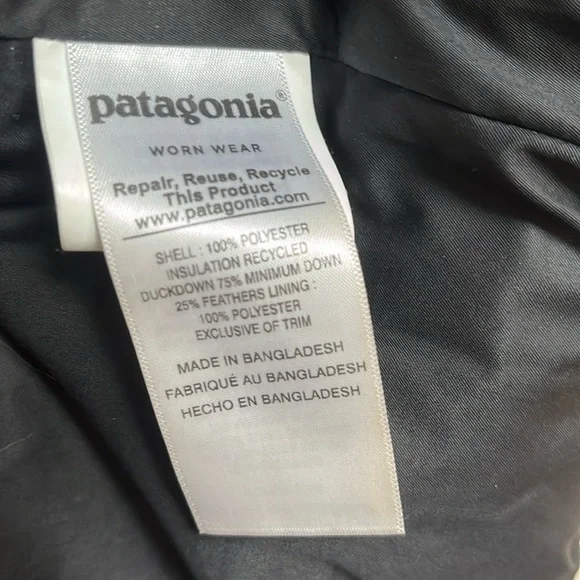 patagonia®
WORN WEAR
Repair, Reuse, Recycle
This Product
www.patagonia.com
SHELL : 100% POLYESTER
INSULATION RECYCLED
DUCKDOWN 75% MINIMUM DOWN
25% FEATHERS LINING :
100% POLYESTER
EXCLUSIVE OF TRIM
MADE IN BANGLADESH
FABRIQUÉ AU BANGLADESH
HECHO EN BANGLADESH